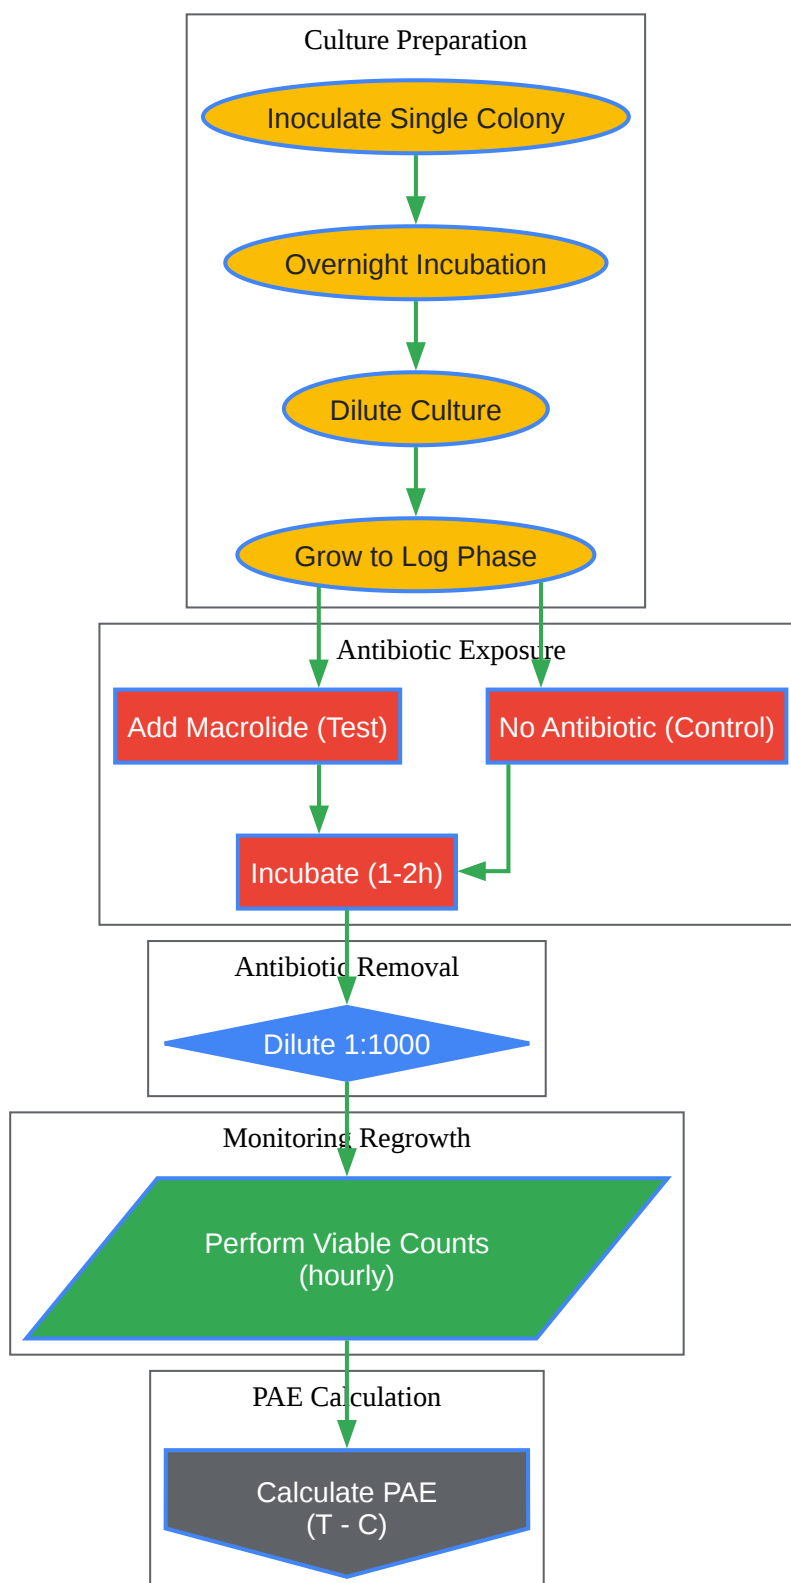 Culture Preparation
Inoculate Single Colony
Overnight Incubation
Dilute Culture
Grow to Log Phase
Antibiotic Exposure
Add Macrolide (Test)
No Antibiotic (Control)
Incubate (1-2h)
Antibiotic Removal
Dilute 1:1000
Monitoring Regrowth
Perform Viable Counts
(hourly)
PAE Calculation
Calculate PAE
(T - C)